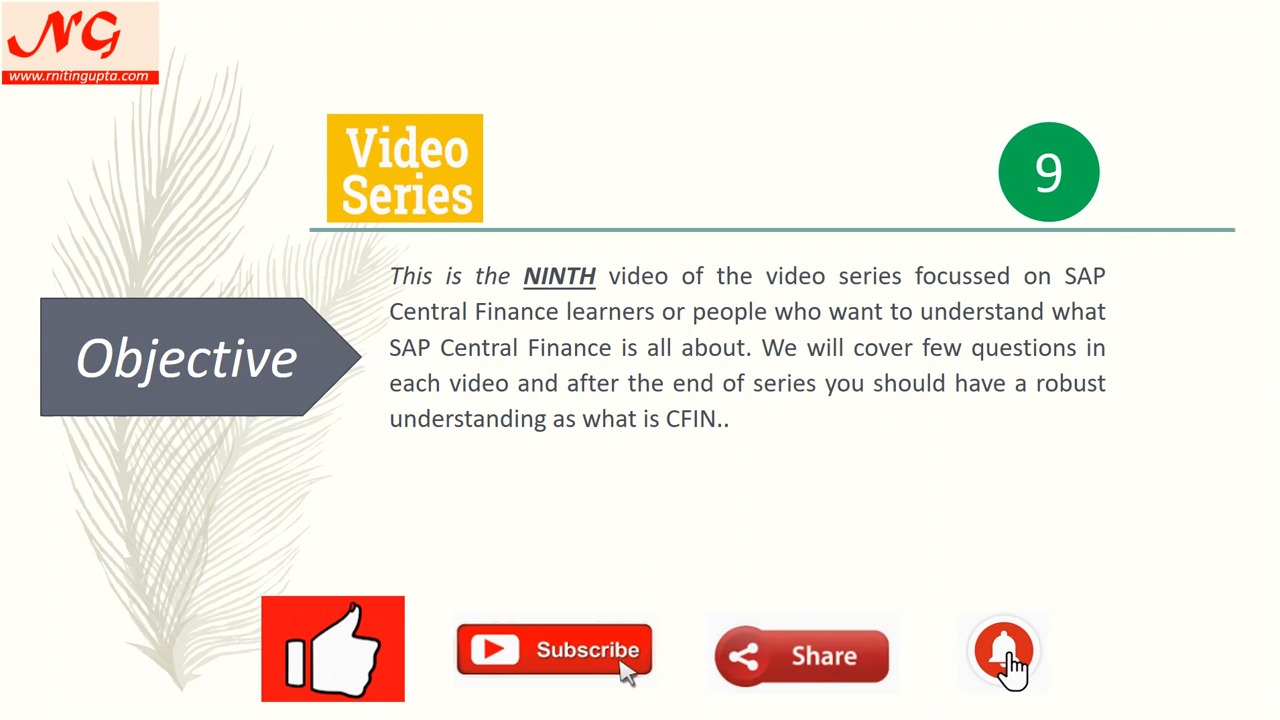 NG
www.rnitingupta.com
Video
Series
9
This is the NINTH video of the video series focussed on SAP
Central Finance learners or people who want to understand what
SAP Central Finance is all about. We will cover few questions in
each video and after the end of series you should have a robust
understanding as what is CFIN..
Objective
Subscribe
Share